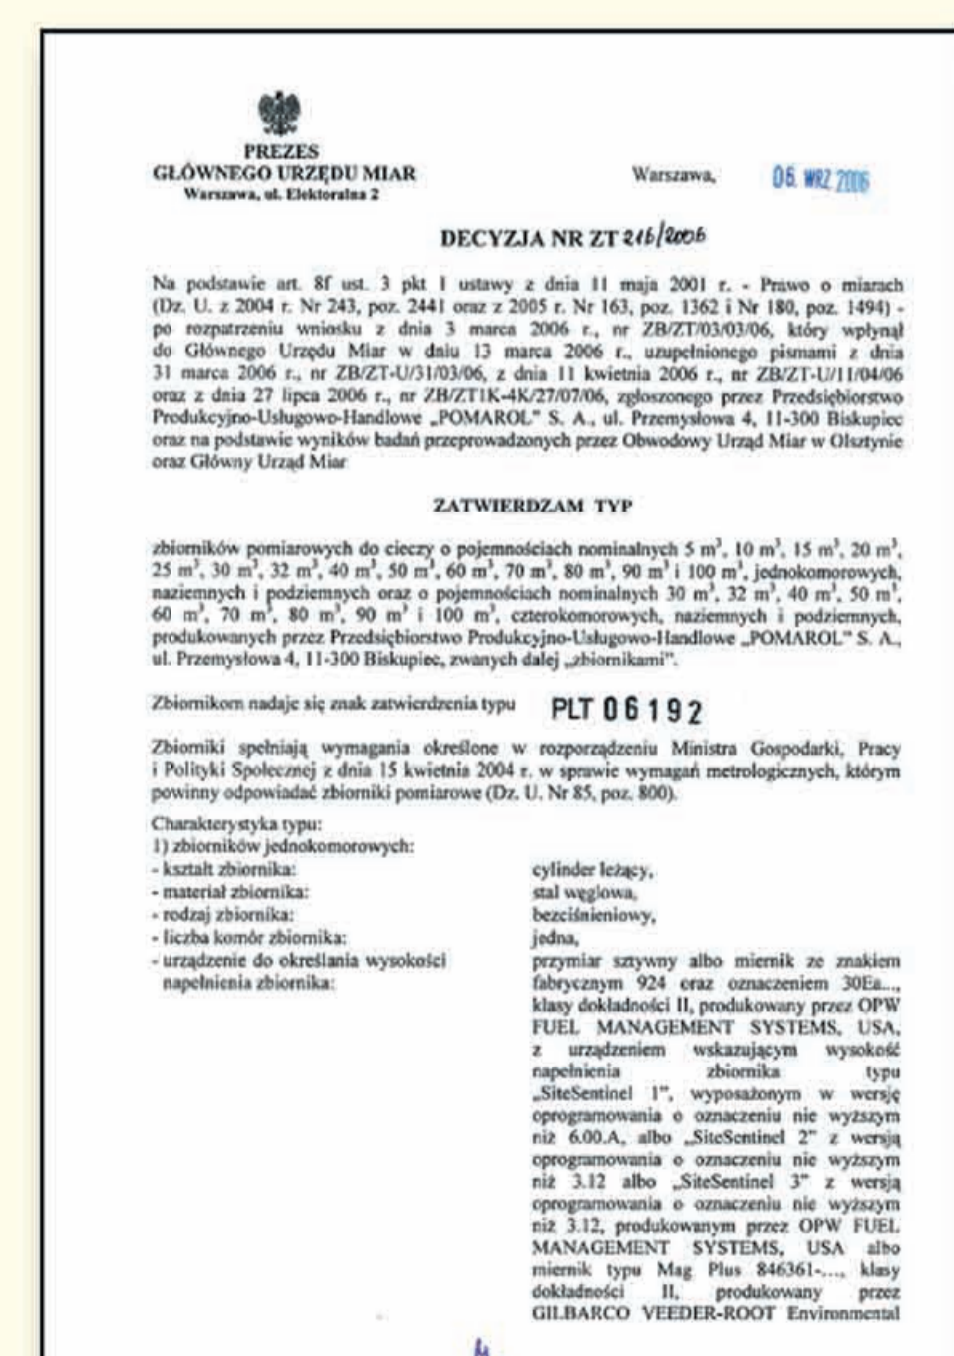 PREZES
GŁÓWNEGO URZĘDU MIAR
Warszawa, ul. Elektoralna 2
Warszawa, 06. WRZ 2006
DECYZJA NR ZT 216/2006
Na podstawie art. 8f ust. 3 pkt 1 ustawy z dnia 11 maja 2001 r. - Prawo o miarach
(Dz. U. z 2004 r. Nr 243, poz. 2441 oraz z 2005 r. Nr 163, poz. 1362 i Nr 180, poz. 1494) -
po rozpatrzeniu wniosku z dnia 3 marca 2006 r., nr ZB/ZT/03/03/06, który wpłynął
do Głównego Urzędu Miar w dniu 13 marca 2006 r., uzupełnionego pismami z dnia
31 marca 2006 r., nr ZB/ZT-U/31/03/06, z dnia 11 kwietnia 2006 r., nr ZB/ZT-U/11/04/06
oraz z dnia 27 lipca 2006 r., nr ZB/ZT1K-4K/27/07/06, zgłoszonego przez Przedsiębiorstwo
Produkcyjno-Usługowo-Handlowe „POMAROL” S. A., ul. Przemysłowa 4, 11-300 Biskupiec
oraz na podstawie wyników badań przeprowadzonych przez Obwodowy Urząd Miar w Olsztynie
oraz Główny Urząd Miar
ZATWIERDZAM TYP
zbiorników pomiarowych do cieczy o pojemnościach nominalnych 5 m³, 10 m³, 15 m³, 20 m³,
25 m³, 30 m³, 32 m³, 40 m³, 50 m³, 60 m³, 70 m³, 80 m³, 90 m³ i 100 m³, jednokomorowych,
naziemnych i podziemnych oraz o pojemnościach nominalnych 30 m³, 32 m³, 40 m³, 50 m³,
60 m³, 70 m³, 80 m³, 90 m³ i 100 m³, czterokomorowych, naziemnych i podziemnych,
produkowanych przez Przedsiębiorstwo Produkcyjno-Usługowo-Handlowe „POMAROL” S. A.,
ul. Przemysłowa 4, 11-300 Biskupiec, zwanych dalej „zbiornikami”.
Zbiornikom nadaje się znak zatwierdzenia typu PLT 06192
Zbiorniki spełniają wymagania określone w rozporządzeniu Ministra Gospodarki, Pracy
i Polityki Społecznej z dnia 15 kwietnia 2004 r. w sprawie wymagań metrologicznych, którym
powinny odpowiadać zbiorniki pomiarowe (Dz. U. Nr 85, poz. 800).
Charakterystyka typu:
1) zbiorników jednokomorowych:
- kształt zbiornika: cylinder leżący,
- materiał zbiornika: stal węglowa,
- rodzaj zbiornika: bezciśnieniowy,
- liczba komór zbiornika: jedna,
- urządzenie do określania wysokości
napełnienia zbiornika:
przymiar sztywny albo miernik ze znakiem
fabrycznym 924 oraz oznaczeniem 30Ea...,
klasy dokładności II, produkowany przez OPW
FUEL MANAGEMENT SYSTEMS, USA,
z urządzeniem wskazującym wysokość
napełnienia zbiornika typu
„SiteSentinel 1”, wyposażonym w wersję
oprogramowania o oznaczeniu nie wyższym
niż 6.00.A, albo „SiteSentinel 2” z wersją
oprogramowania o oznaczeniu nie wyższym
niż 3.12 albo „SiteSentinel 3” z wersją
oprogramowania o oznaczeniu nie wyższym
niż 3.12, produkowanym przez OPW FUEL
MANAGEMENT SYSTEMS, USA albo
miernik typu Mag Plus 846361-..., klasy
dokładności II, produkowany przez
GILBARCO VEEDER-ROOT Environmental